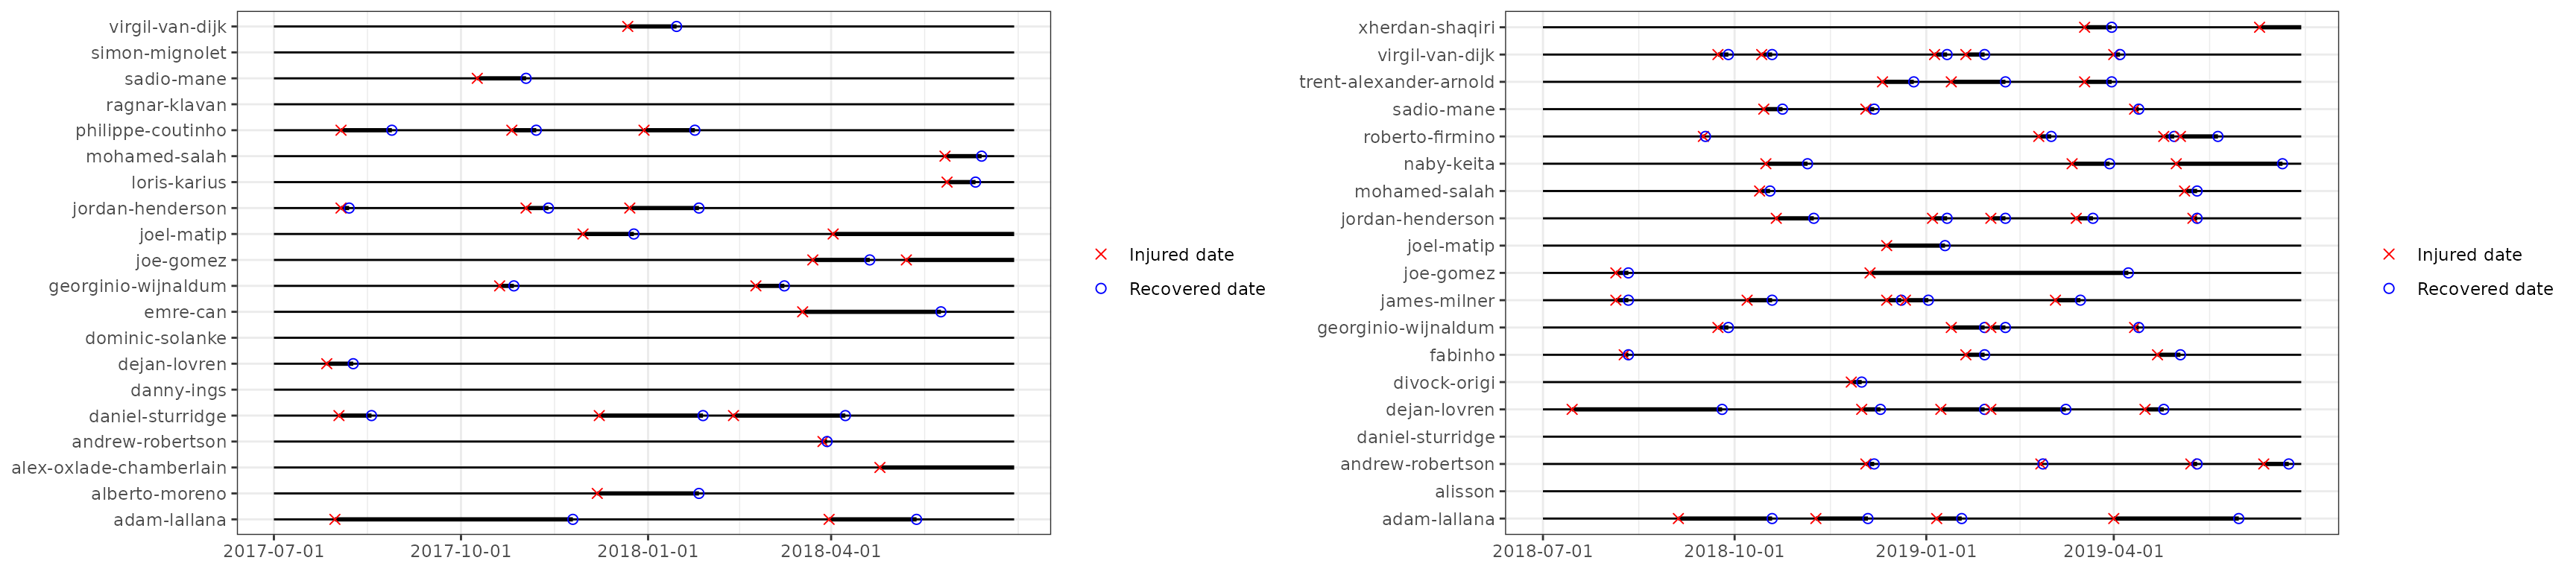 virgil-van-dijk
simon-mignolet
sadio-mane
ragnar-klavan
philippe-coutinho
mohamed-salah
loris-karius
jordan-henderson
joel-matip
joe-gomez
georginio-wijnaldum
emre-can
dominic-solanke
dejan-lovren
danny-ings
daniel-sturridge
andrew-robertson
alex-oxlade-chamberlain
alberto-moreno
adam-lallana
2017-07-01 2017-10-01 2018-01-01 2018-04-01
Injured date
Recovered date
xherdan-shaqiri
virgil-van-dijk
trent-alexander-arnold
sadio-mane
roberto-firmino
naby-keita
mohamed-salah
jordan-henderson
joel-matip
joe-gomez
james-milner
georginio-wijnaldum
fabinho
divock-origi
dejan-lovren
daniel-sturridge
andrew-robertson
alisson
adam-lallana
2018-07-01 2018-10-01 2019-01-01 2019-04-01
Injured date
Recovered date